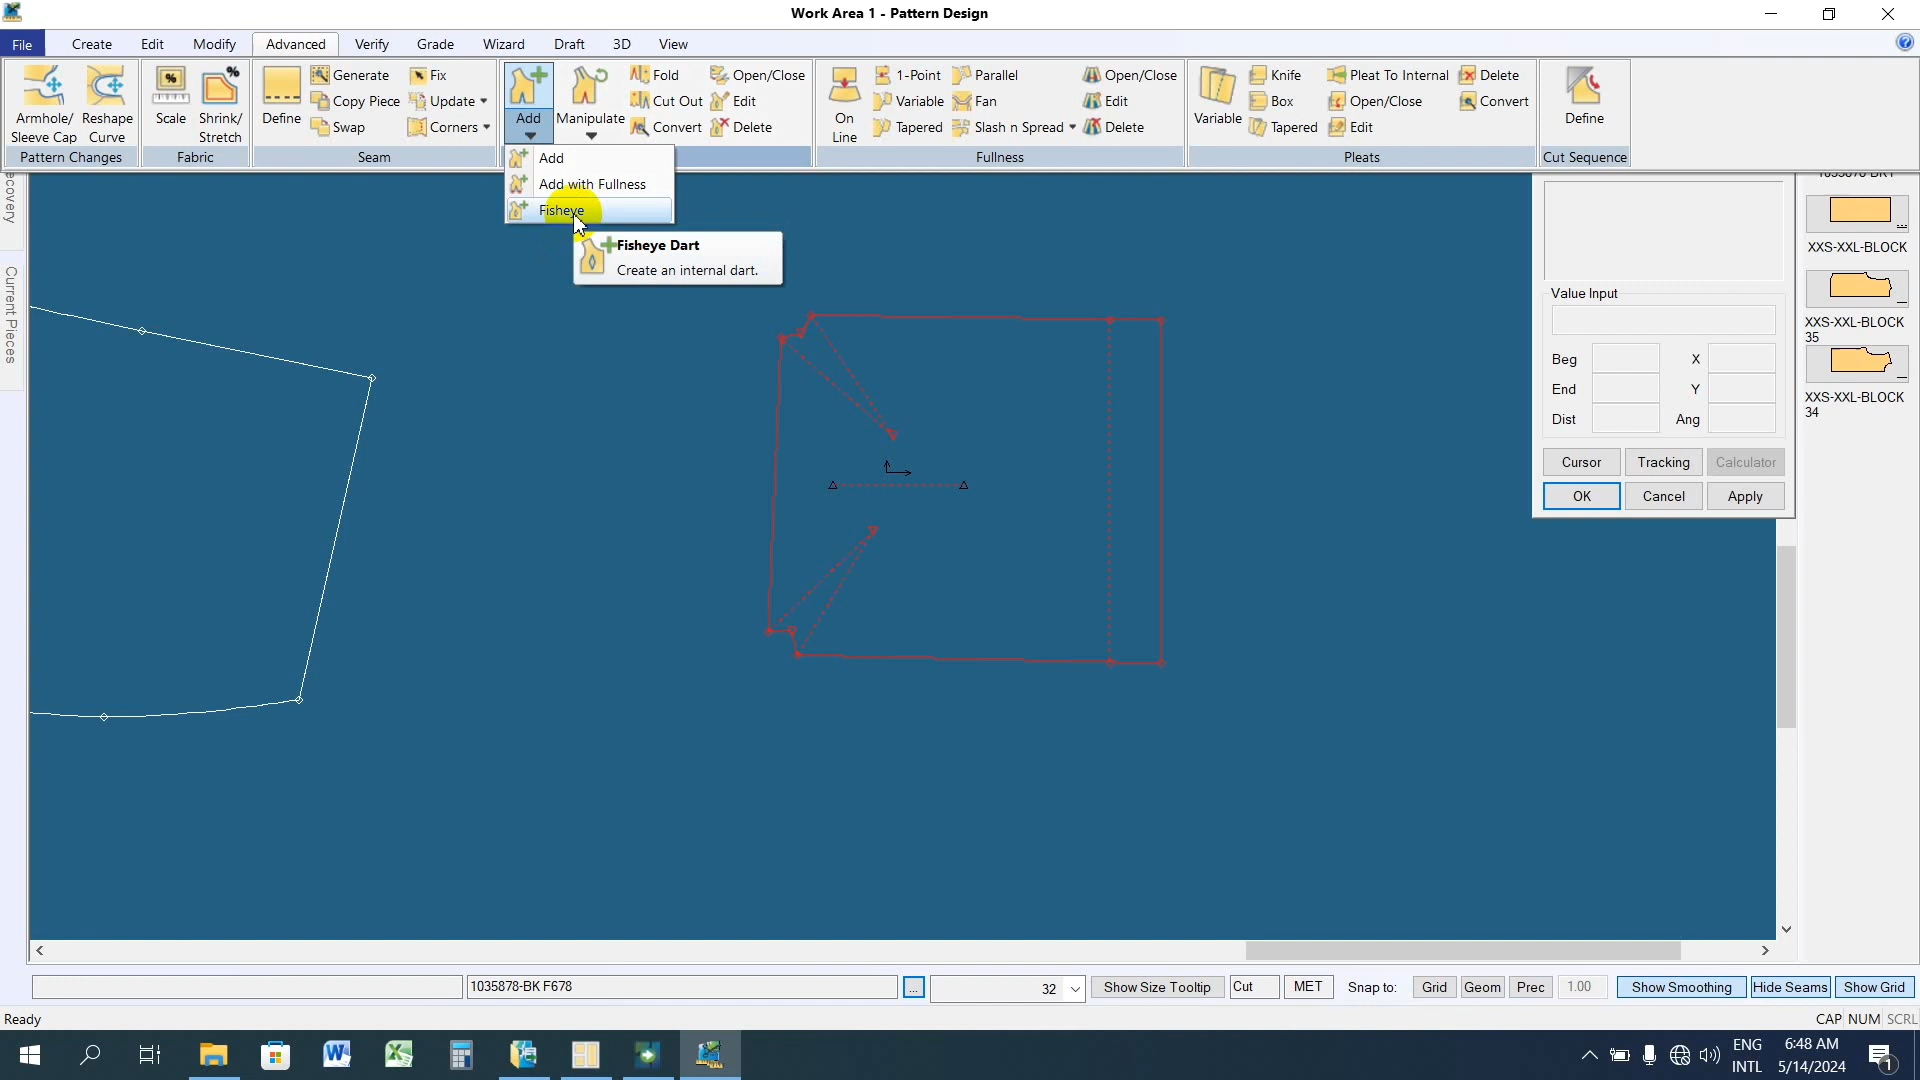 Work Area 1 - Pattern Design
File Create Edit Modify Advanced Verify Grade Wizard Draft 3D View
Armhole/ Sleeve Cap
Reshape Curve
Pattern Changes
Scale
Shrink/ Stretch
Fabric
Define
Generate
Copy Piece
Swap
Fix
Update
Corners
Seam
Add
Manipulate
Fold
Cut Out
Convert
Open/Close
Edit
Delete
On Line
1-Point
Variable
Tapered
Parallel
Fan
Slash n Spread
Open/Close
Edit
Delete
Fullness
Variable
Knife
Box
Tapered
Pleat To Internal
Open/Close
Edit
Delete
Convert
Pleats
Define
Cut Sequence
Add
Add with Fullness
Fisheye
Fisheye Dart
Create an internal dart.
Current Pieces
Value Input
Beg X
End Y
Dist Ang
Cursor Tracking Calculator
OK Cancel Apply
XXS-XXL-BLOCK
XXS-XXL-BLOCK
35
XXS-XXL-BLOCK
34
1035878-BK F678
...
32
Show Size Tooltip
Cut
MET
Snap to:
Grid
Geom
Prec
1.00
Show Smoothing
Hide Seams
Show Grid
Ready
CAP NUM SCRL
ENG
INTL
6:48 AM
5/14/2024
1